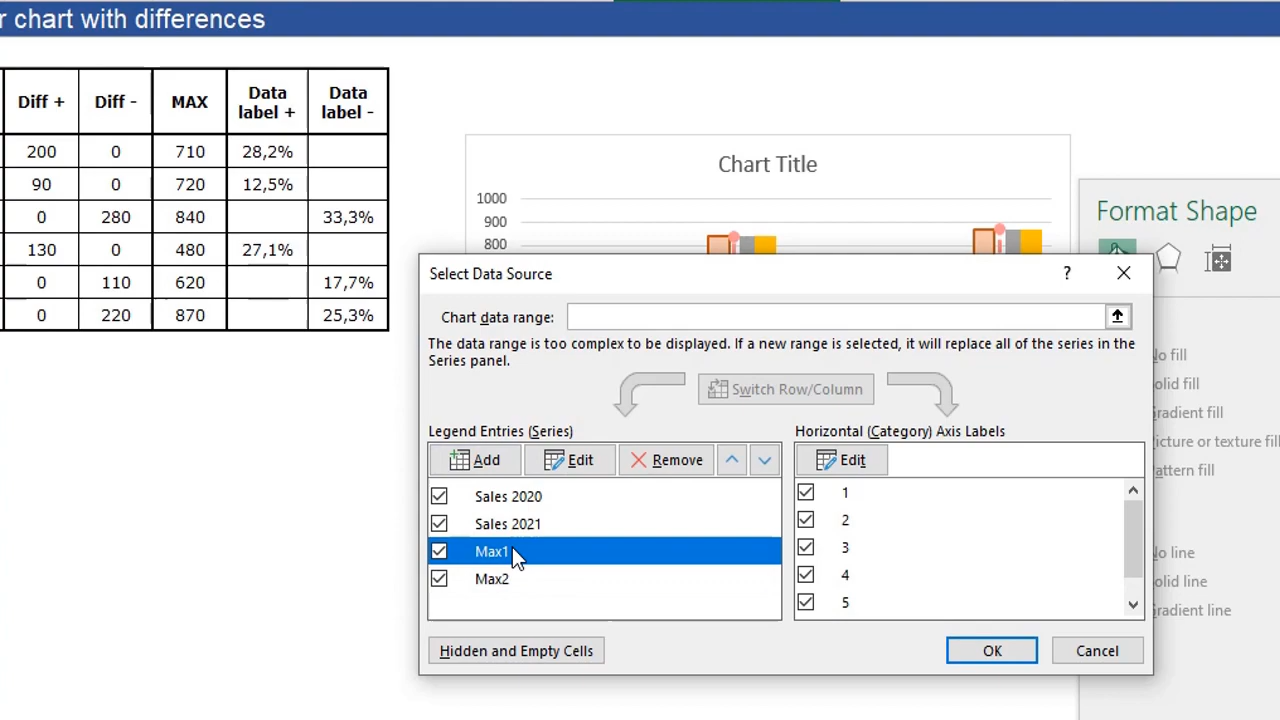 r chart with differences
Diff + Diff - MAX Data label + Data label -
200 0 710 28,2%
90 0 720 12,5%
0 280 840 33,3%
130 0 480 27,1%
0 110 620 17,7%
0 220 870 25,3%
Chart Title
1000
900
800
Format Shape
Select Data Source
?
Chart data range:
The data range is too complex to be displayed. If a new range is selected, it will replace all of the series in the
Series panel.
Switch Row/Column
Legend Entries (Series)
Add Edit Remove
Sales 2020
Sales 2021
Max1
Max2
Horizontal (Category) Axis Labels
Edit
1
2
3
4
5
Hidden and Empty Cells
OK Cancel
No fill
olid fill
radient fill
icture or texture fill
attern fill
No line
olid line
radient line